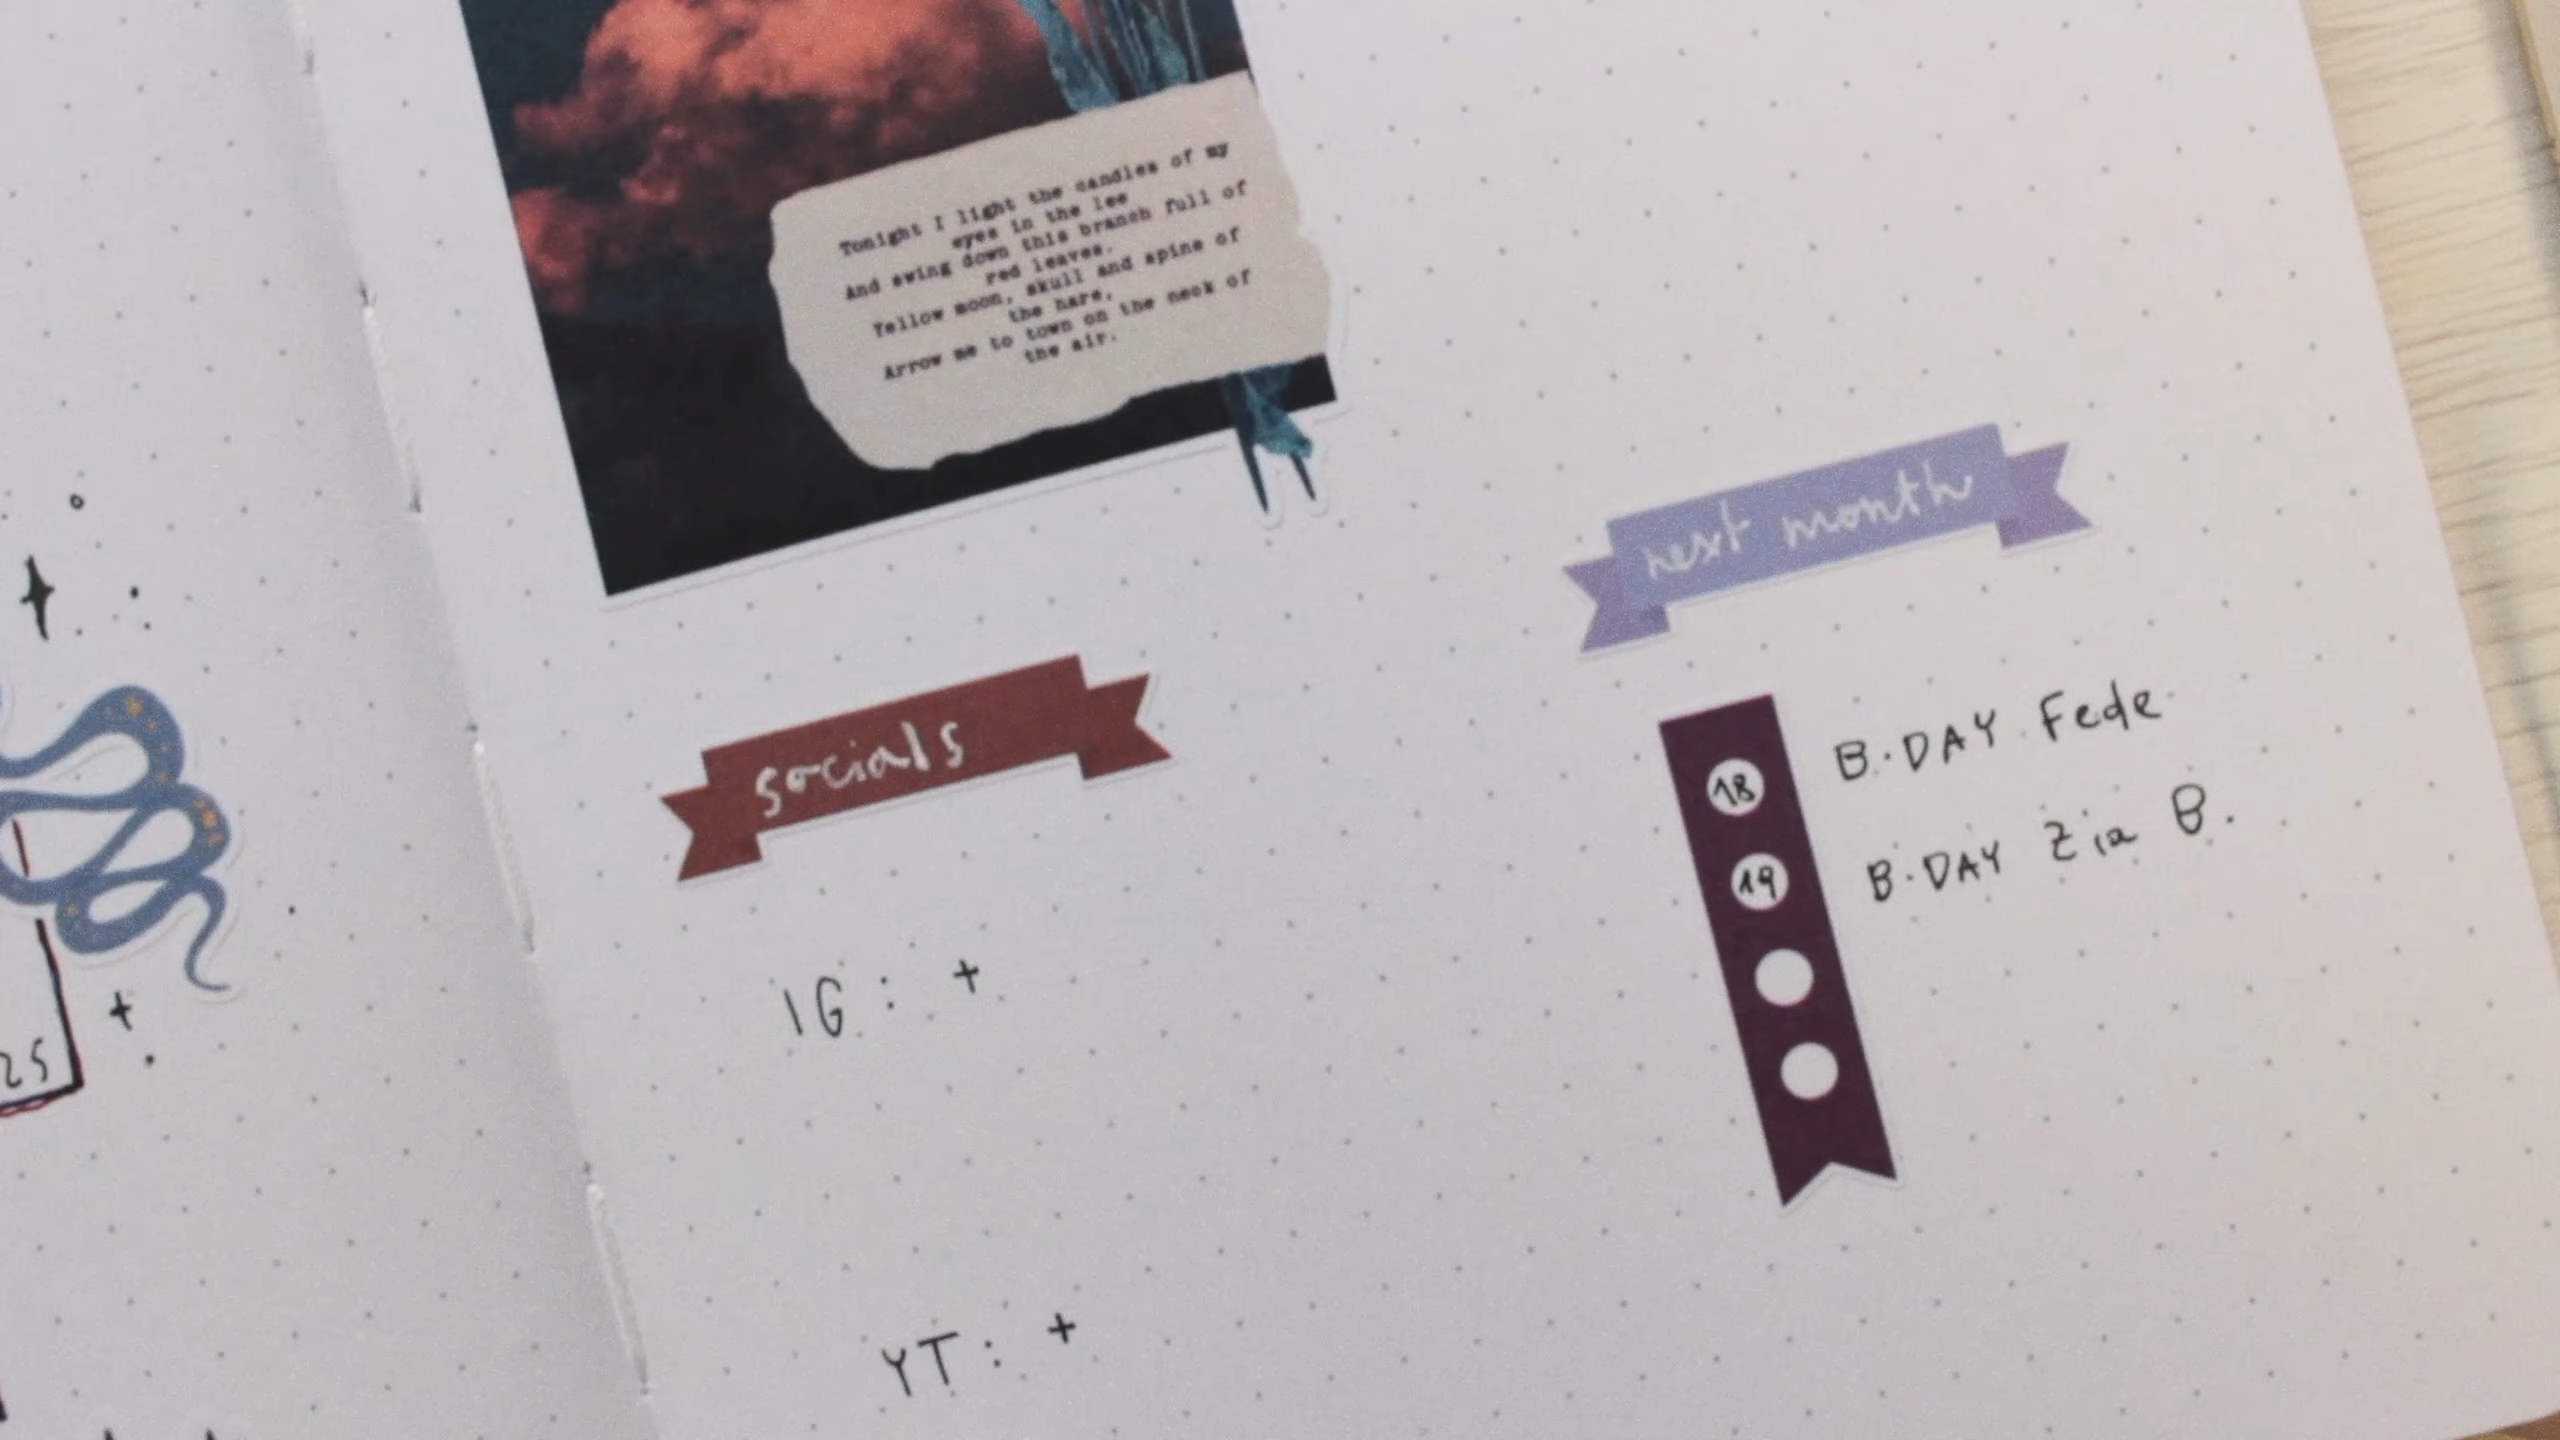 Tonight I light the candles of my
eyes in the lee
And swing down this branch full of
red leaves.
Yellow moon, skull and spine of
the hare,
Arrow me to town on the neck of
the air.
next month
18 B.DAY Fede
19 B.DAY Zia B.
socials
IG: +
YT: +
25